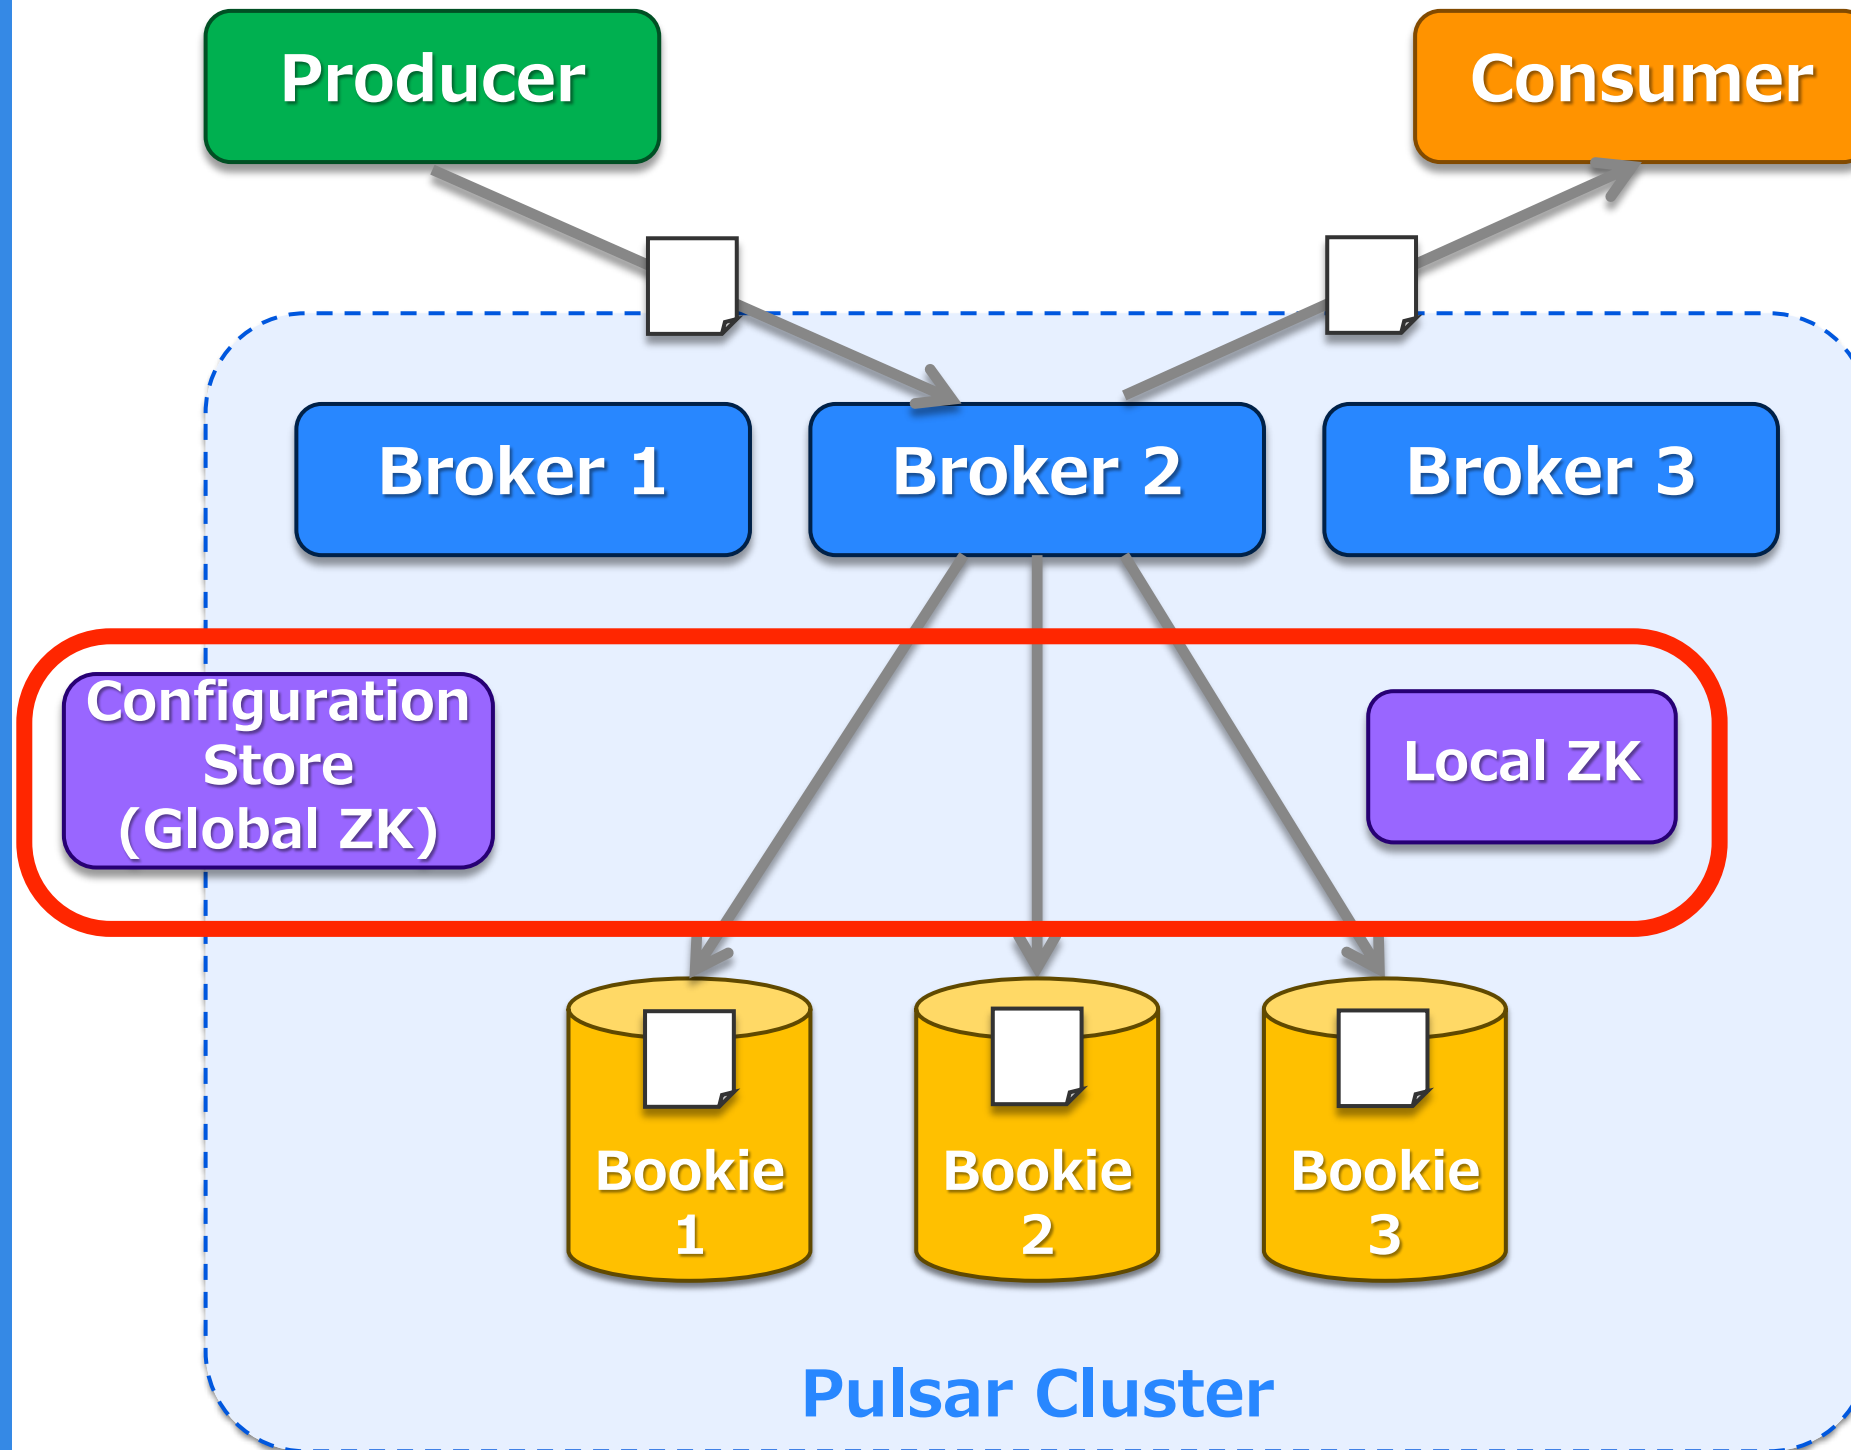 Producer
Consumer
Broker 1
Broker 2
Broker 3
Configuration
Store
(Global ZK)
Local ZK
Bookie
1
Bookie
2
Bookie
3
Pulsar Cluster